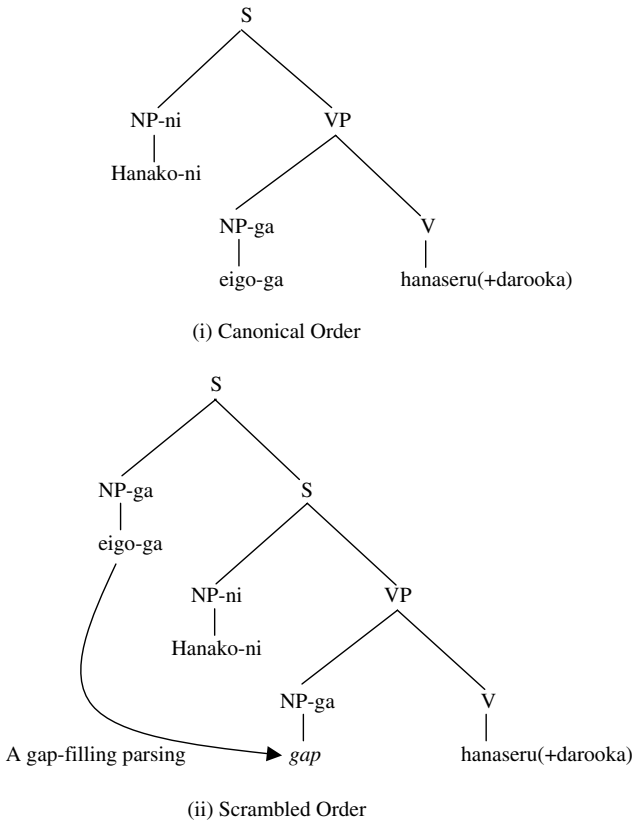 S
NP-ni VP
Hanako-ni
NP-ga V
eigo-ga hanaseru(+darooka)
(i) Canonical Order
S
NP-ga S
eigo-ga
NP-ni VP
Hanako-ni
NP-ga V
A gap-filling parsing gap hanaseru(+darooka)
(ii) Scrambled Order